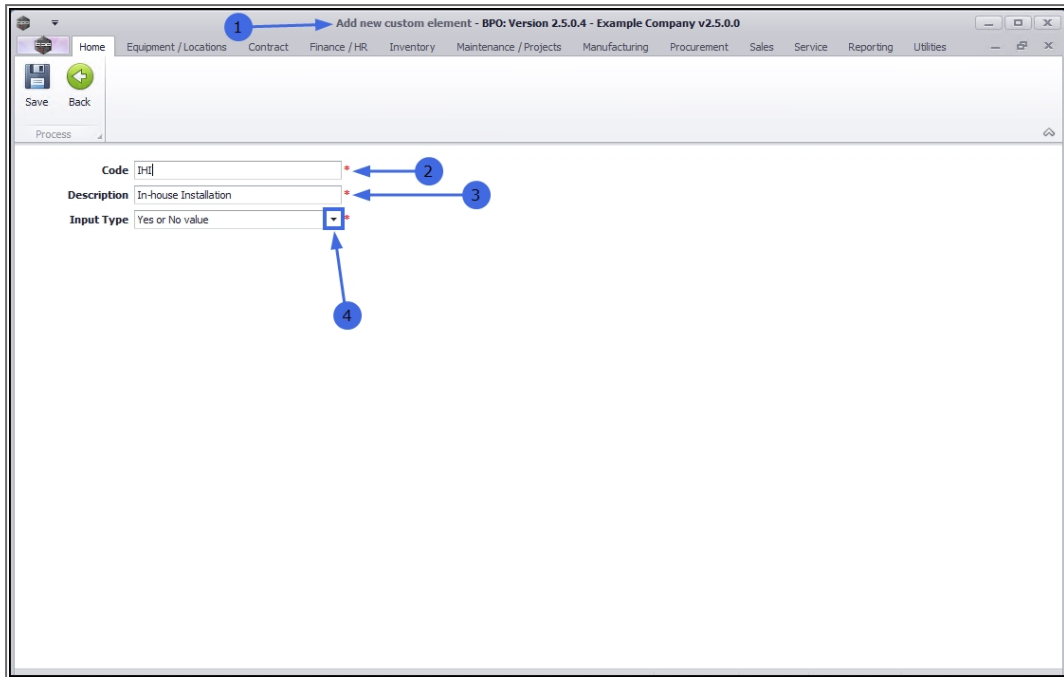 1
Add new custom element - BPO: Version 2.5.0.4 - Example Company v2.5.0.0
Home Equipment / Locations Contract Finance / HR Inventory Maintenance / Projects Manufacturing Procurement Sales Service Reporting Utilities
Save Back
Process
Code IHI * 2
Description In-house Installation * 3
Input Type Yes or No value *
4